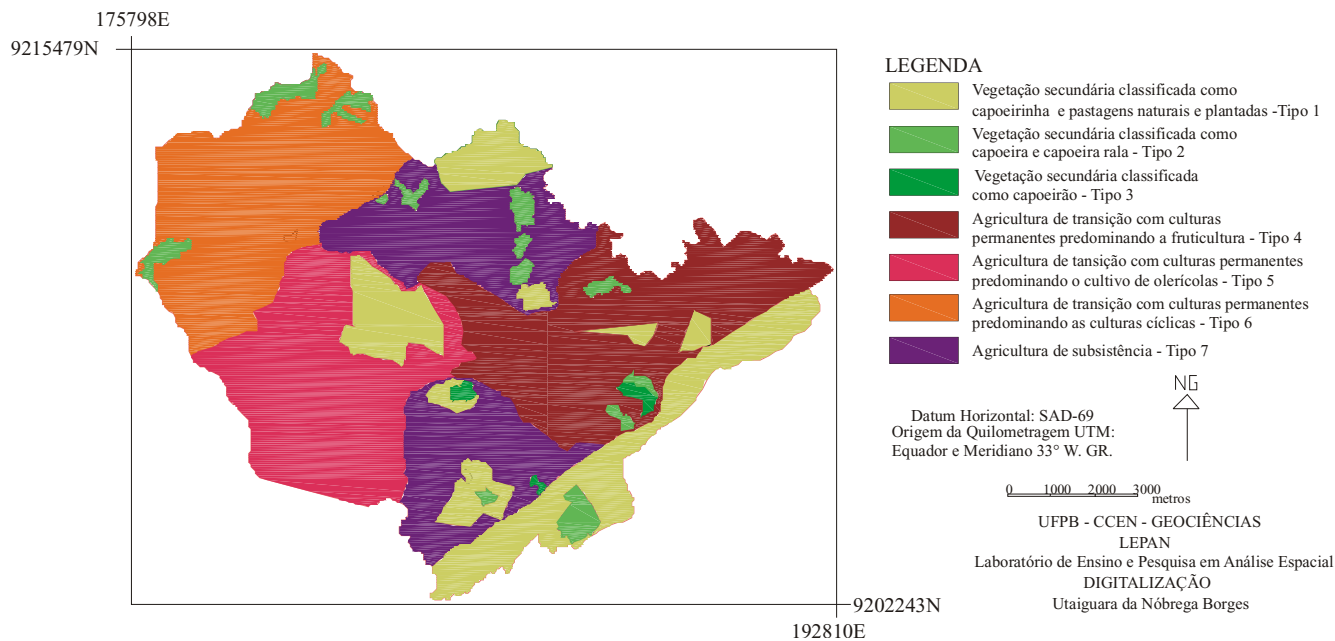 175798E
9215479N
LEGENDA
Vegetação secundária classificada como
capoeirinha e pastagens naturais e plantadas -Tipo 1
Vegetação secundária classificada como
capoeira e capoeira rala - Tipo 2
Vegetação secundária classificada
como capoeirão - Tipo 3
Agricultura de transição com culturas
permanentes predominando a fruticultura - Tipo 4
Agricultura de tansição com culturas permanentes
predominando o cultivo de olerícolas - Tipo 5
Agricultura de transição com culturas permanentes
predominando as culturas cíclicas - Tipo 6
Agricultura de subsistência - Tipo 7
NG
Datum Horizontal: SAD-69
Origem da Quilometragem UTM:
Equador e Meridiano 33° W. GR.
0 1,000 2,000 3000
metros
UFPB - CCEN - GEOCIÊNCIAS
LEPAN
Laboratório de Ensino e Pesquisa em Análise Espacial
DIGITALIZAÇÃO
Utaiguara da Nóbrega Borges
9202243N
192810E